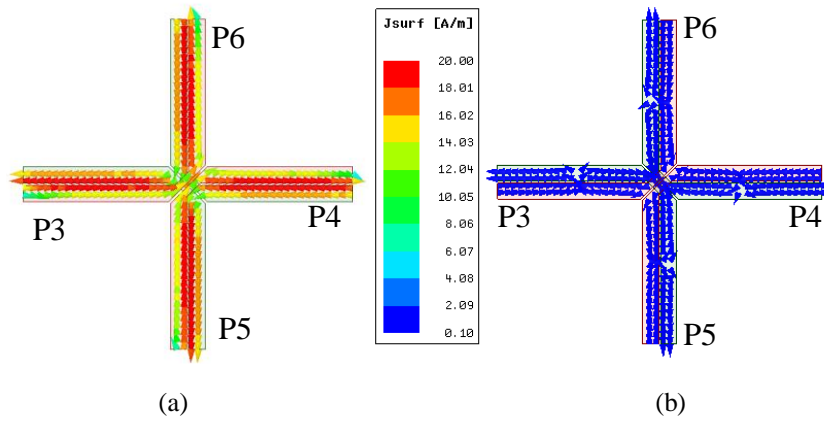 P6
P3
P4
P5
(a)
Jsurf [A/m]
20.00
18.01
16.02
14.03
12.04
10.05
8.06
6.07
4.08
2.09
0.10
P6
P3
P4
P5
(b)